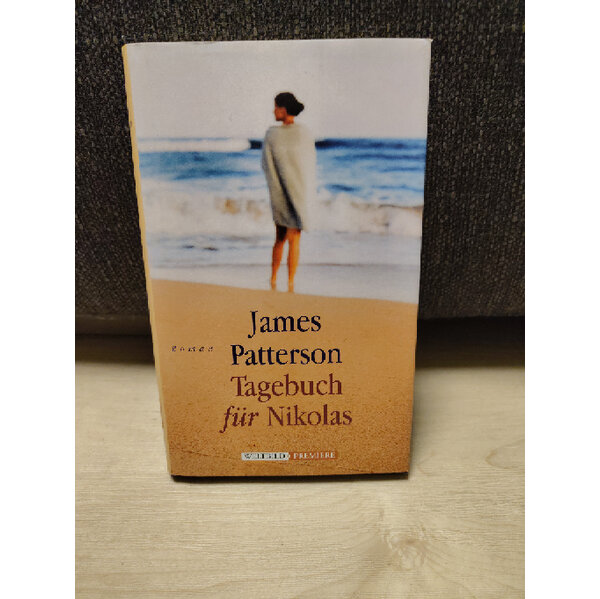 James
Roman
Patterson
Tagebuch
für Nikolas
WELTBILD PREMIERE